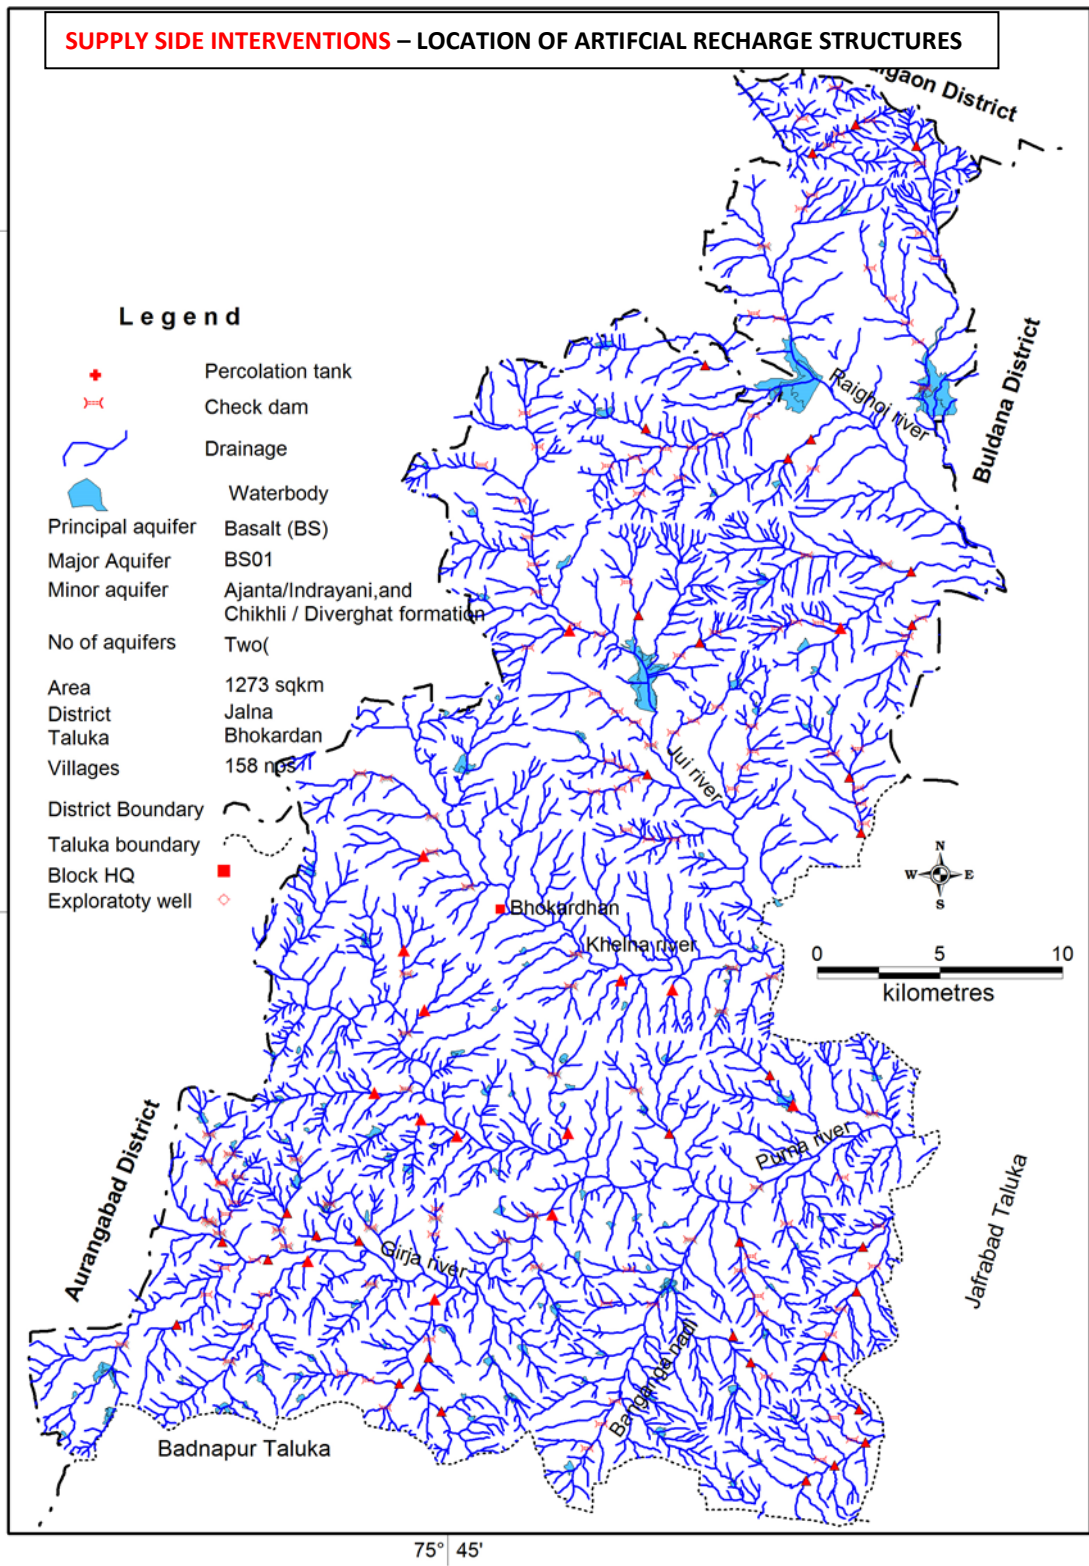 SUPPLY SIDE INTERVENTIONS – LOCATION OF ARTIFCIAL RECHARGE STRUCTURES
District
Legend
Percolation tank
Check dam
Drainage
Waterbody
Principal aquifer Basalt (BS)
Major Aquifer BS01
Minor aquifer Ajanta/Indrayani,and
Chikhli / Diverghat formation
No of aquifers Two(
Area 1273 sqkm
District Jalna
Taluka Bhokardan
Villages 158 nos
District Boundary
Taluka boundary
Block HQ
Exploratoty well
Raighol river
Buldana District
Jui river
N
W E
S
Bhokardhan
Khelna river
0 5 10
kilometres
Aurangabad District
Purna river
Jafrabad Taluka
Girja river
Banganga nadi
Badnapur Taluka
75° 45'